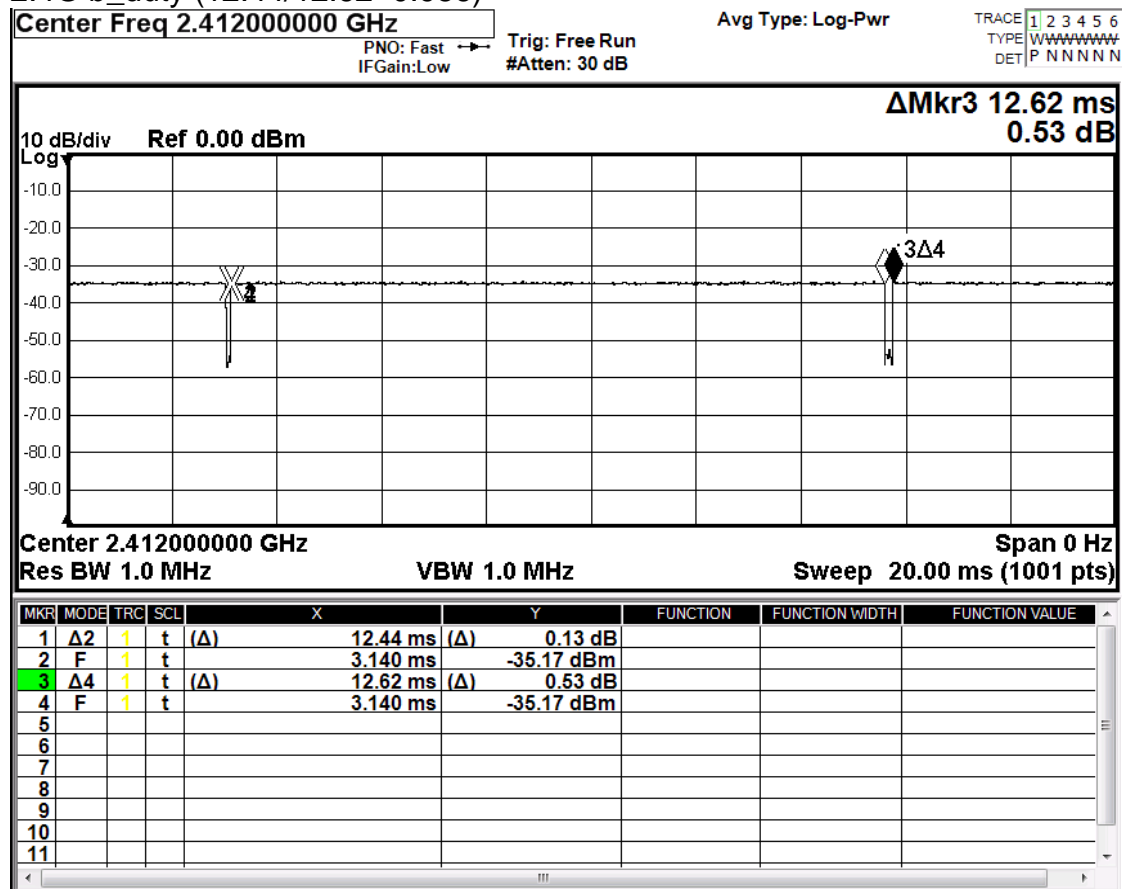 Center Freq 2.412000000 GHz
PNO: Fast
IFGain:Low
Trig: Free Run
#Atten: 30 dB
Avg Type: Log-Pwr
TRACE 1 2 3 4 5 6
TYPE WWWWWW
DET P N N N N N
ΔMkr3 12.62 ms
0.53 dB
10 dB/div Ref 0.00 dBm
Log
-10.0
-20.0
-30.0
-40.0
-50.0
-60.0
-70.0
-80.0
-90.0
3Δ4
Center 2.412000000 GHz Span 0 Hz
Res BW 1.0 MHz VBW 1.0 MHz Sweep 20.00 ms (1001 pts)
MKR MODE TRC SCL X Y FUNCTION FUNCTION WIDTH FUNCTION VALUE
1 Δ2 1 t (Δ) 12.44 ms (Δ) 0.13 dB
2 F 1 t 3.140 ms -35.17 dBm
3 Δ4 1 t (Δ) 12.62 ms (Δ) 0.53 dB
4 F 1 t 3.140 ms -35.17 dBm
5
6
7
8
9
10
11